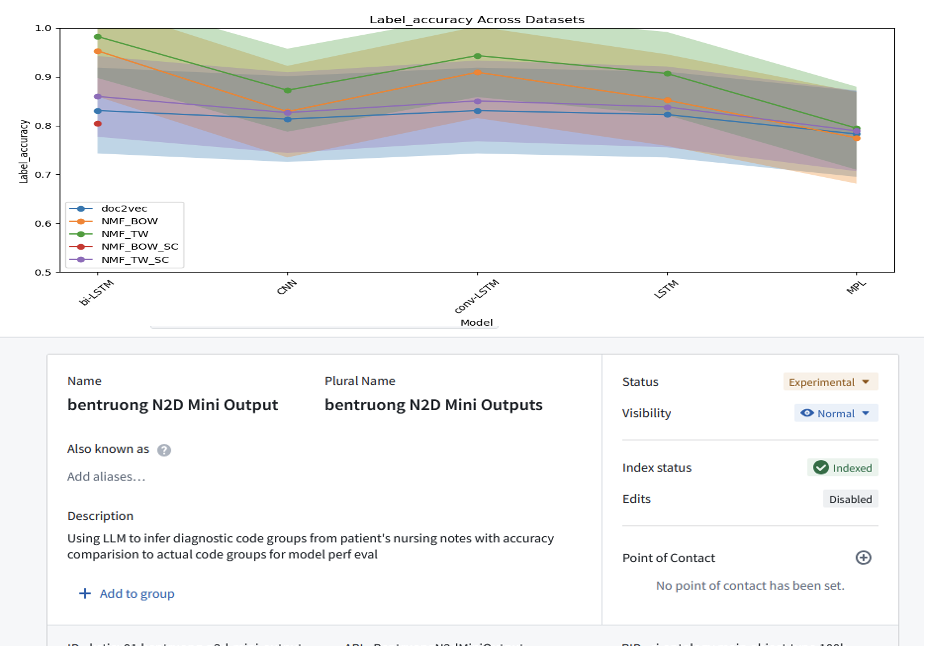 Label_accuracy Across Datasets
1.0
0.9
0.8
0.7
0.6
0.5
Label_accuracy
doc2vec
NMF_BOW
NMF_TW
NMF_BOW_SC
NMF_TW_SC
bi-LSTM
CNN
conv-LSTM
LSTM
MPL
Model
Name
Plural Name
bentruong N2D Mini Output
bentruong N2D Mini Outputs
Also known as ?
Add aliases…
Description
Using LLM to infer diagnostic code groups from patient's nursing notes with accuracy
comparision to actual code groups for model perf eval
+ Add to group
Status
Experimental
Visibility
Normal
Index status
Indexed
Edits
Disabled
Point of Contact
No point of contact has been set.